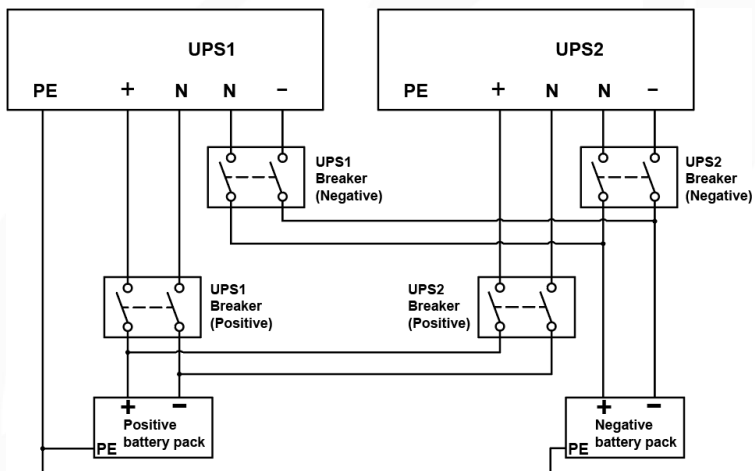 UPS1
PE + N N −
UPS2
PE + N N −
UPS1
Breaker
(Negative)
UPS2
Breaker
(Negative)
UPS1
Breaker
(Positive)
UPS2
Breaker
(Positive)
+ −
Positive
battery pack
PE
+ −
Negative
battery pack
PE